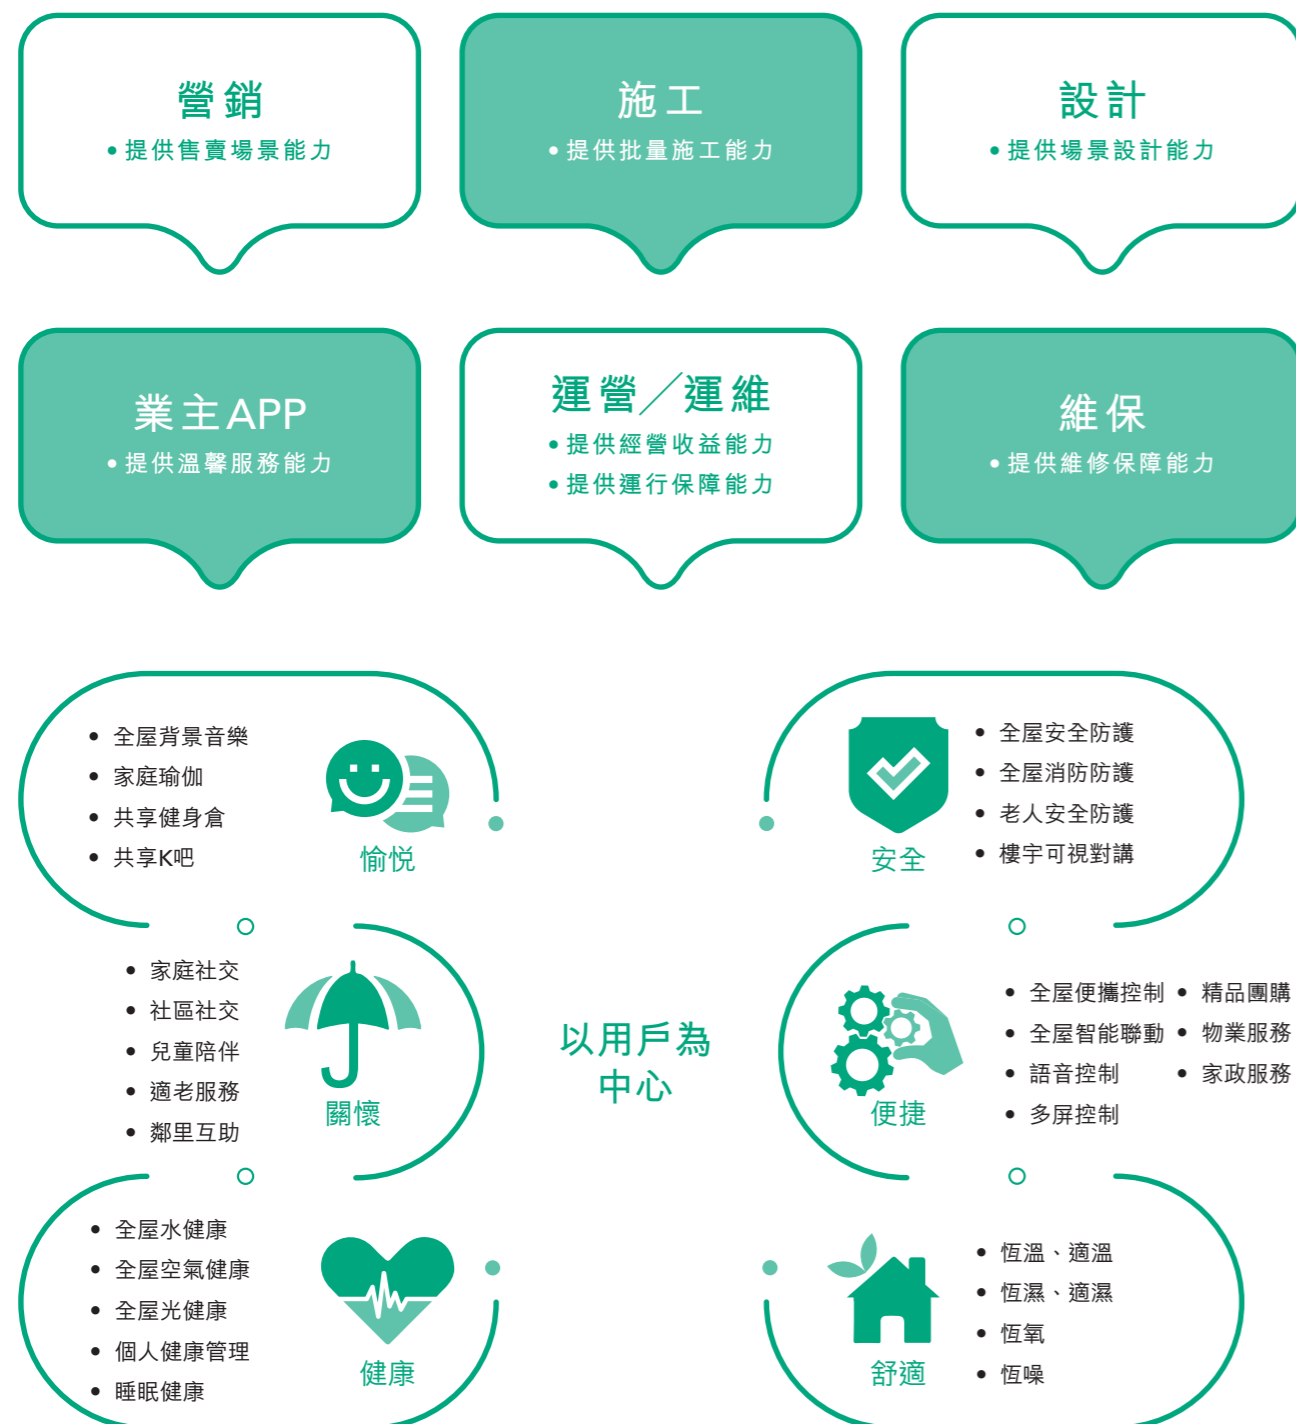 營銷
• 提供售賣場景能力
施工
• 提供批量施工能力
設計
• 提供場景設計能力
業主APP
• 提供溫馨服務能力
運營╱運維
• 提供經營收益能力
• 提供運行保障能力
維保
• 提供維修保障能力
• 全屋背景音樂
• 家庭瑜伽
• 共享健身倉
• 共享K吧
愉悦
安全
• 全屋安全防護
• 全屋消防防護
• 老人安全防護
• 樓宇可視對講
• 家庭社交
• 社區社交
• 兒童陪伴
• 適老服務
• 鄰里互助
關懷
以用戶為
中心
便捷
• 全屋便攜控制
• 全屋智能聯動
• 語音控制
• 多屏控制
• 精品團購
• 物業服務
• 家政服務
• 全屋水健康
• 全屋空氣健康
• 全屋光健康
• 個人健康管理
• 睡眠健康
健康
舒適
• 恆溫、適溫
• 恆濕、適濕
• 恆氧
• 恆噪